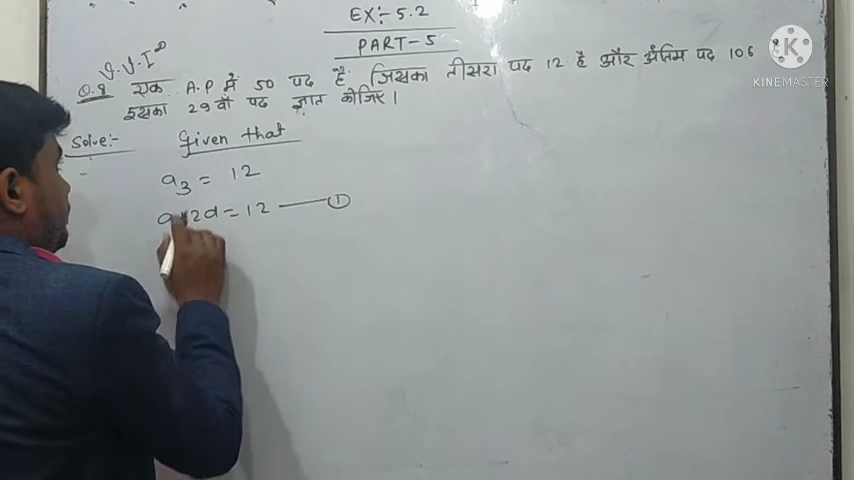 EX:- 5.2
PART-5
V.V.I
Q.8 एक A.P में 50 पद है. जिसका तीसरा पद 12 है और अंतिम पद 106 है
इसका 29वाँ पद ज्ञात कीजिए।
Solve:- Given that
a₃ = 12
a+2d=12 —— ①
KINEMASTER